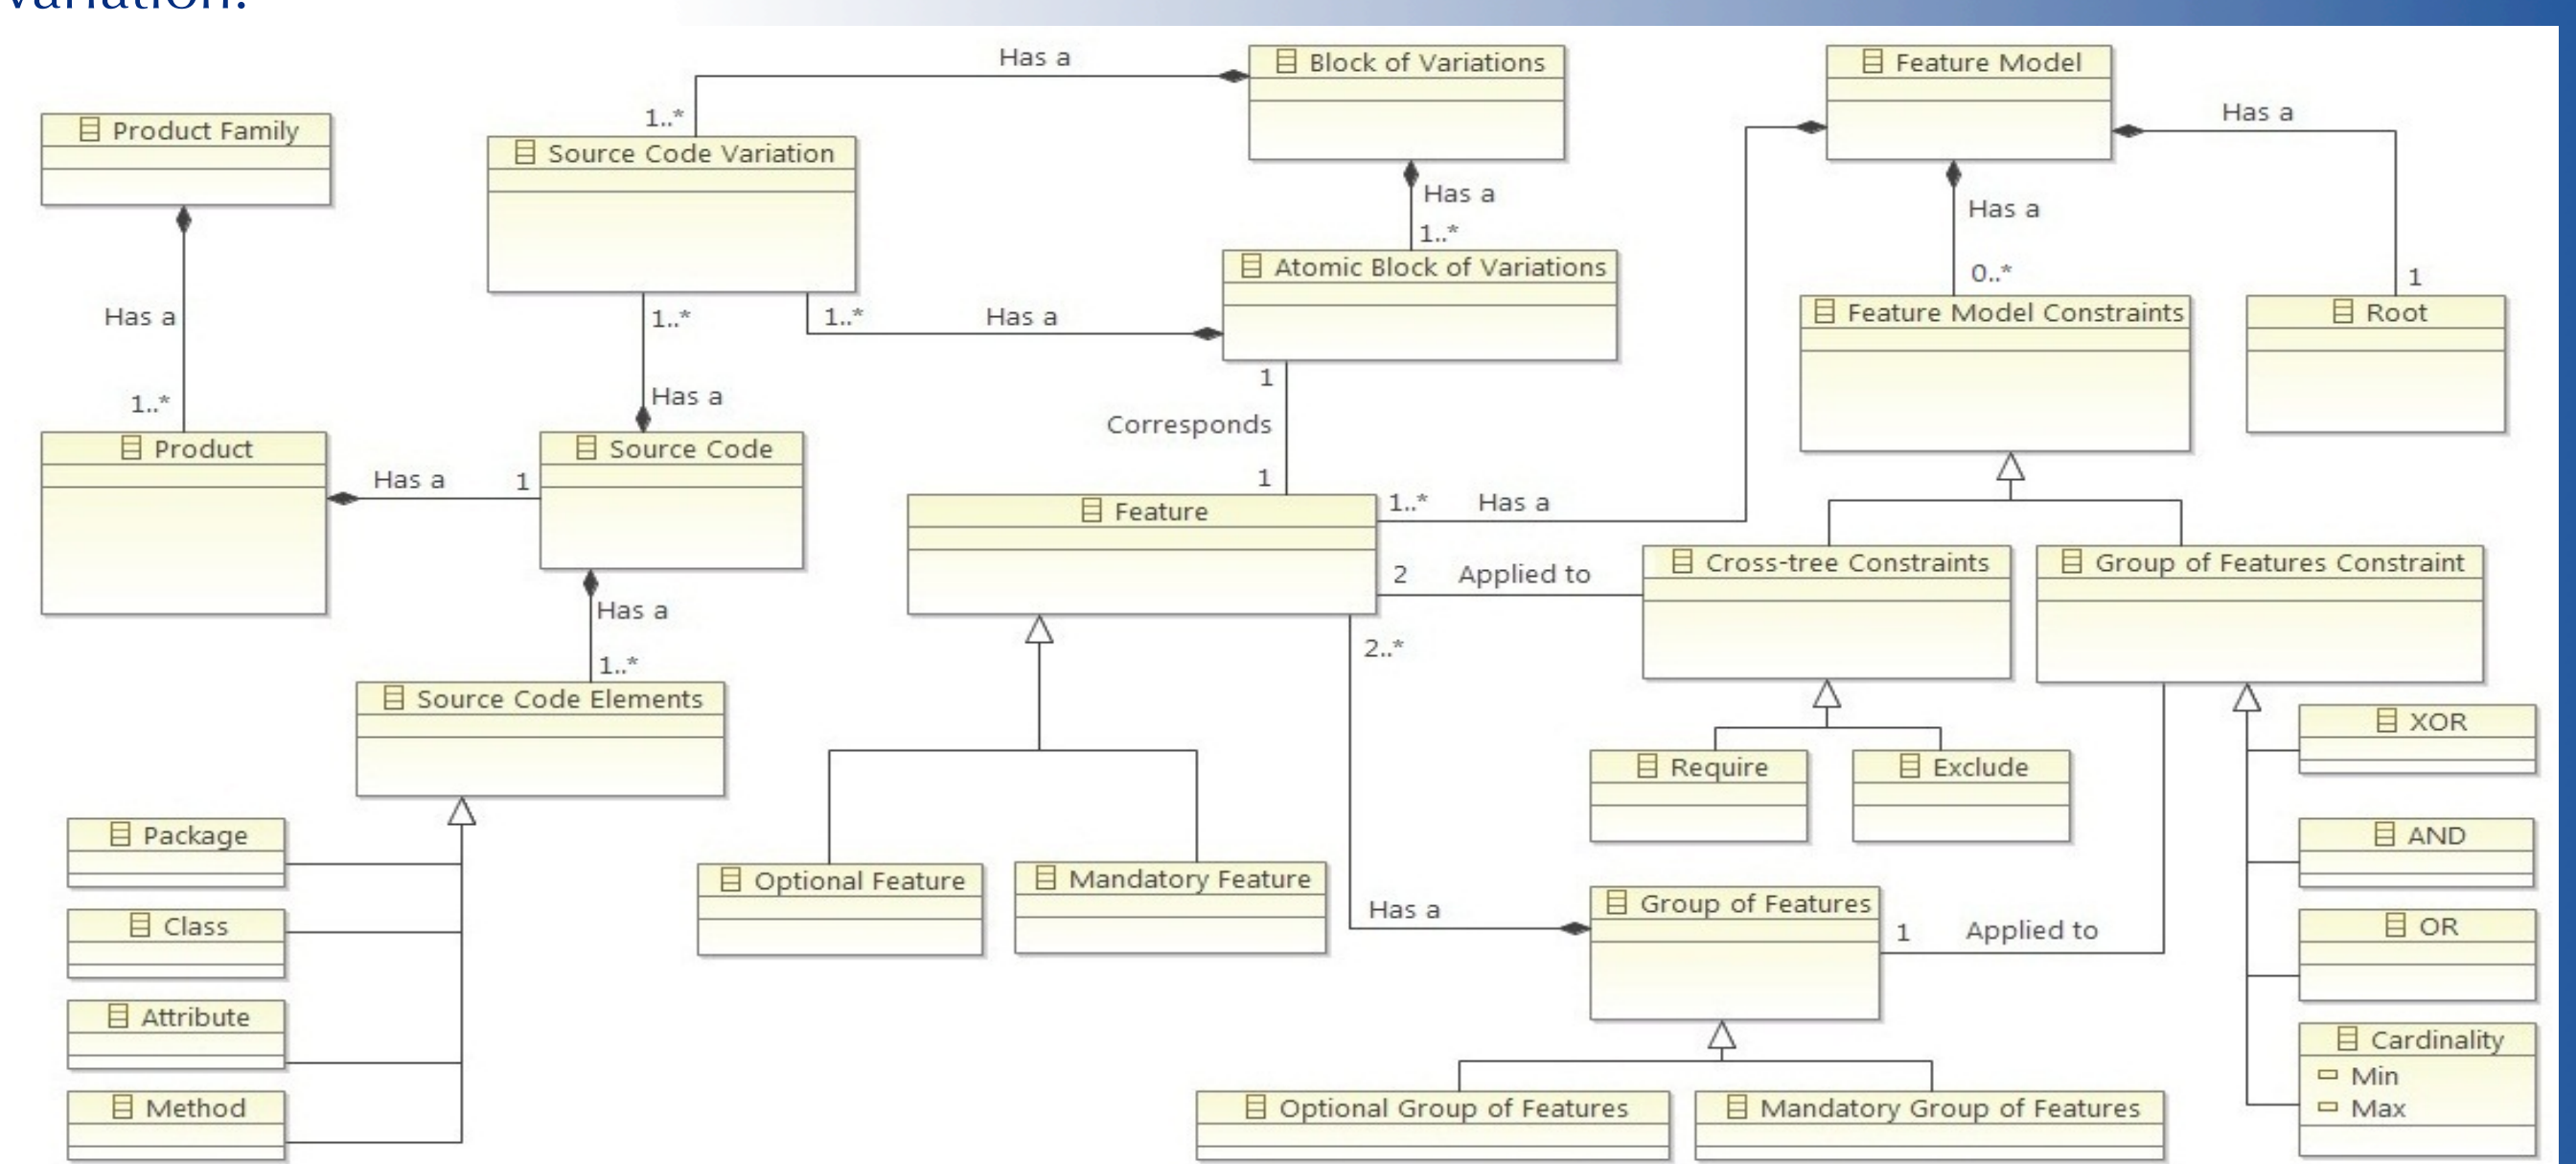 variation.
Has a
Block of Variations
Feature Model
Has a
1..*
Product Family
Source Code Variation
Has a
1..*
Has a
0..*
1
Atomic Block of Variations
Feature Model Constraints
Root
Has a
1..*
1..*
Has a
1..*
Has a
1
Corresponds
1
Product
Has a
1
Source Code
Feature
1..*
Has a
2
Applied to
Cross-tree Constraints
Group of Features Constraint
Has a
1..*
2..*
Source Code Elements
XOR
Require
Exclude
Package
AND
Optional Feature
Mandatory Feature
Has a
Group of Features
1
Applied to
Class
OR
Attribute
Cardinality
Min
Max
Method
Optional Group of Features
Mandatory Group of Features